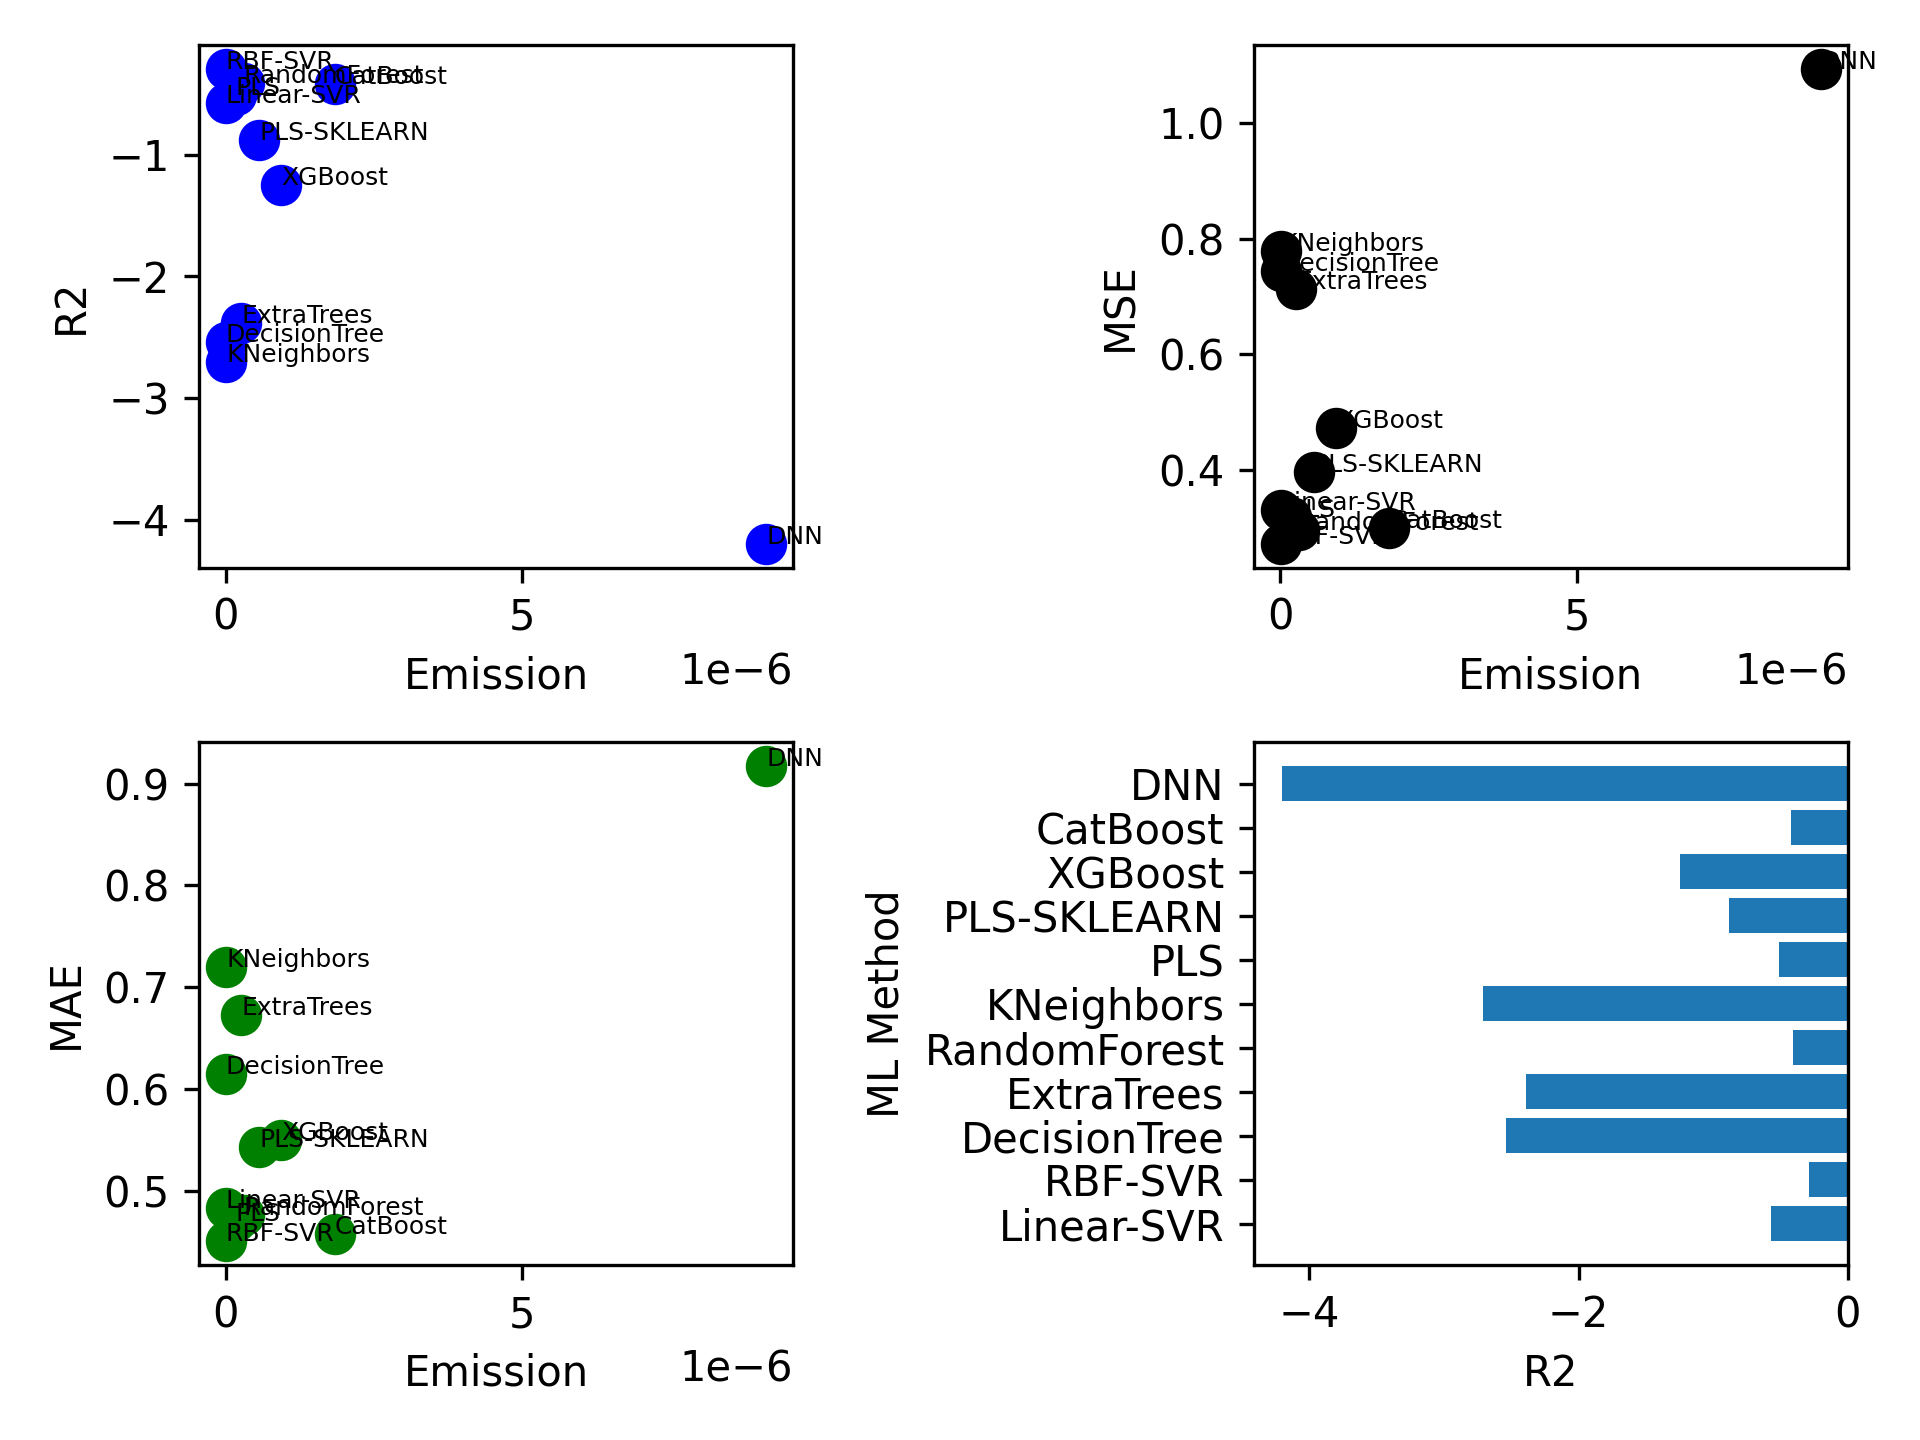 R2
−1
−2
−3
−4
RBF-SVR
RandomForest
CatBoost
PLS
Linear-SVR
PLS-SKLEARN
XGBoost
ExtraTrees
DecisionTree
KNeighbors
DNN
0
5
Emission
1e−6
MSE
1.0
0.8
0.6
0.4
DNN
KNeighbors
DecisionTree
ExtraTrees
XGBoost
PLS-SKLEARN
Linear-SVR
PLS
RandomForest
CatBoost
RBF-SVR
0
5
Emission
1e−6
MAE
0.9
0.8
0.7
0.6
0.5
DNN
KNeighbors
ExtraTrees
DecisionTree
XGBoost
PLS-SKLEARN
Linear-SVR
RandomForest
PLS
CatBoost
RBF-SVR
0
5
Emission
1e−6
ML Method
DNN
CatBoost
XGBoost
PLS-SKLEARN
PLS
KNeighbors
RandomForest
ExtraTrees
DecisionTree
RBF-SVR
Linear-SVR
−4
−2
0
R2